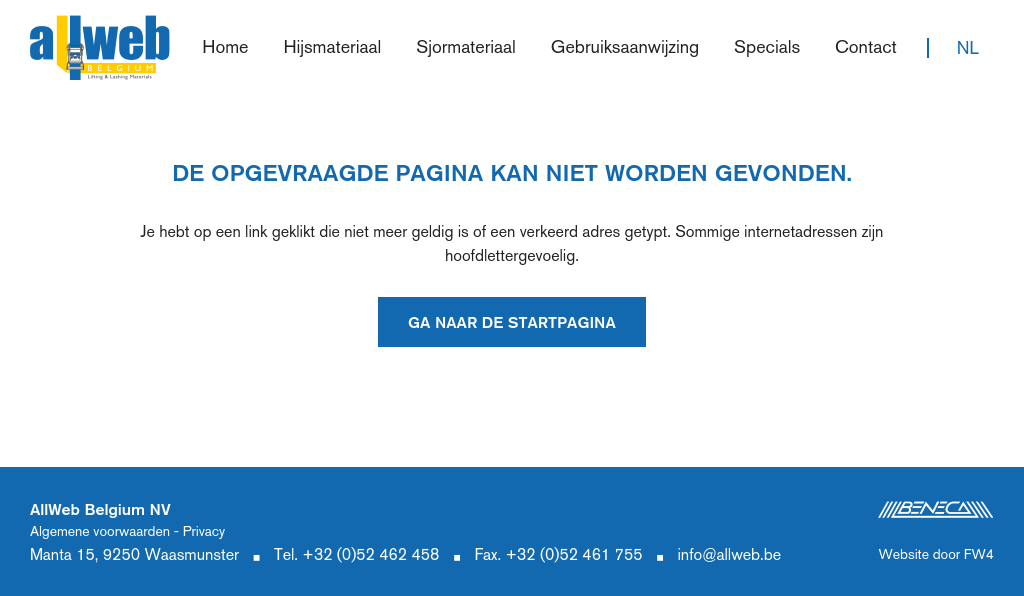 allweb
BELGIUM
Lifting & Lashing Materials
Home
Hijsmateriaal
Sjormateriaal
Gebruiksaanwijzing
Specials
Contact
NL
DE OPGEVRAAGDE PAGINA KAN NIET WORDEN GEVONDEN.
Je hebt op een link geklikt die niet meer geldig is of een verkeerd adres getypt. Sommige internetadressen zijn
hoofdlettergevoelig.
GA NAAR DE STARTPAGINA
AllWeb Belgium NV
Algemene voorwaarden - Privacy
Manta 15, 9250 Waasmunster ▪ Tel. +32 (0)52 462 458 ▪ Fax. +32 (0)52 461 755 ▪ info@allweb.be
BENECA
Website door FW4